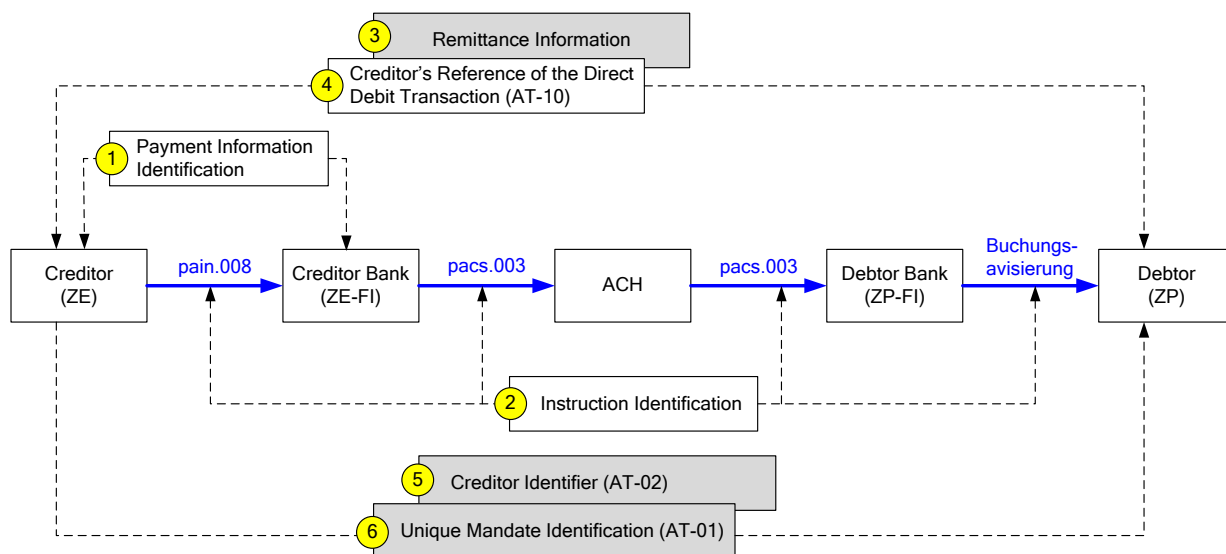 3
Remittance Information
4
Creditor's Reference of the Direct
Debit Transaction (AT-10)
1
Payment Information
Identification
Creditor
(ZE)
pain.008
Creditor Bank
(ZE-FI)
pacs.003
ACH
pacs.003
Debtor Bank
(ZP-FI)
Buchungs-
avisierung
Debtor
(ZP)
2
Instruction Identification
5
Creditor Identifier (AT-02)
6
Unique Mandate Identification (AT-01)